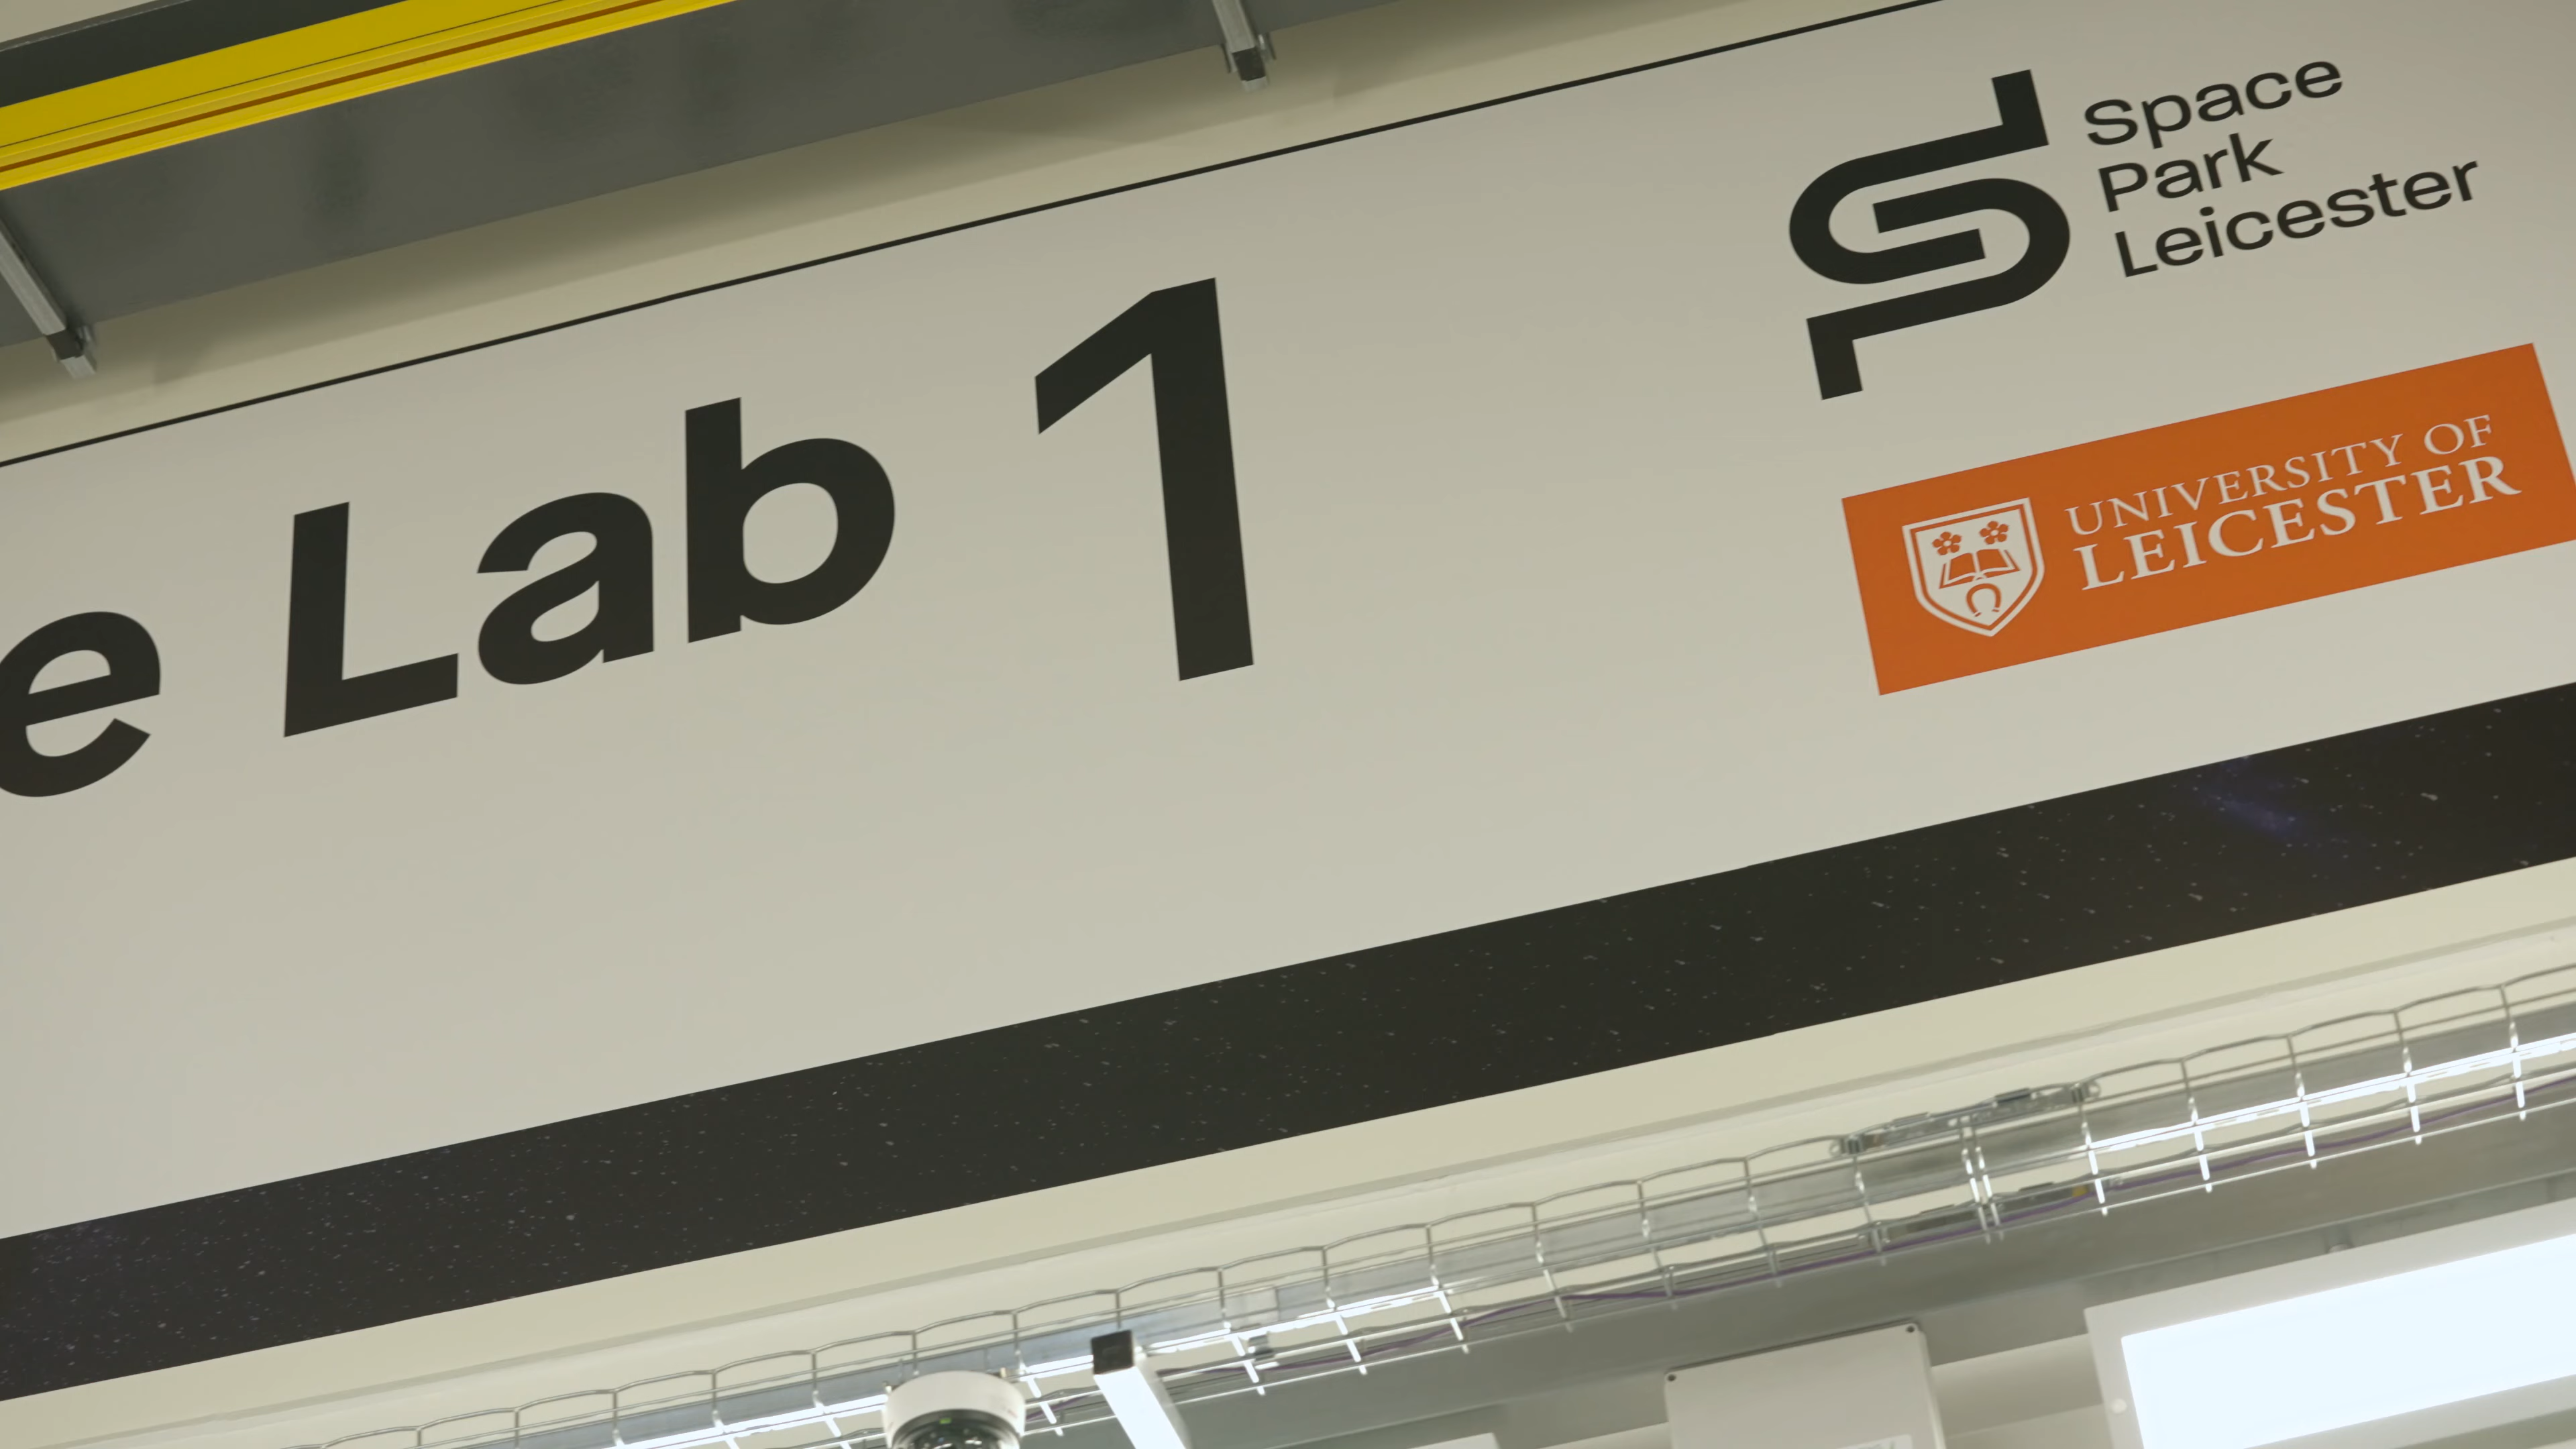 e Lab 1
Space
Park
Leicester
UNIVERSITY OF
LEICESTER